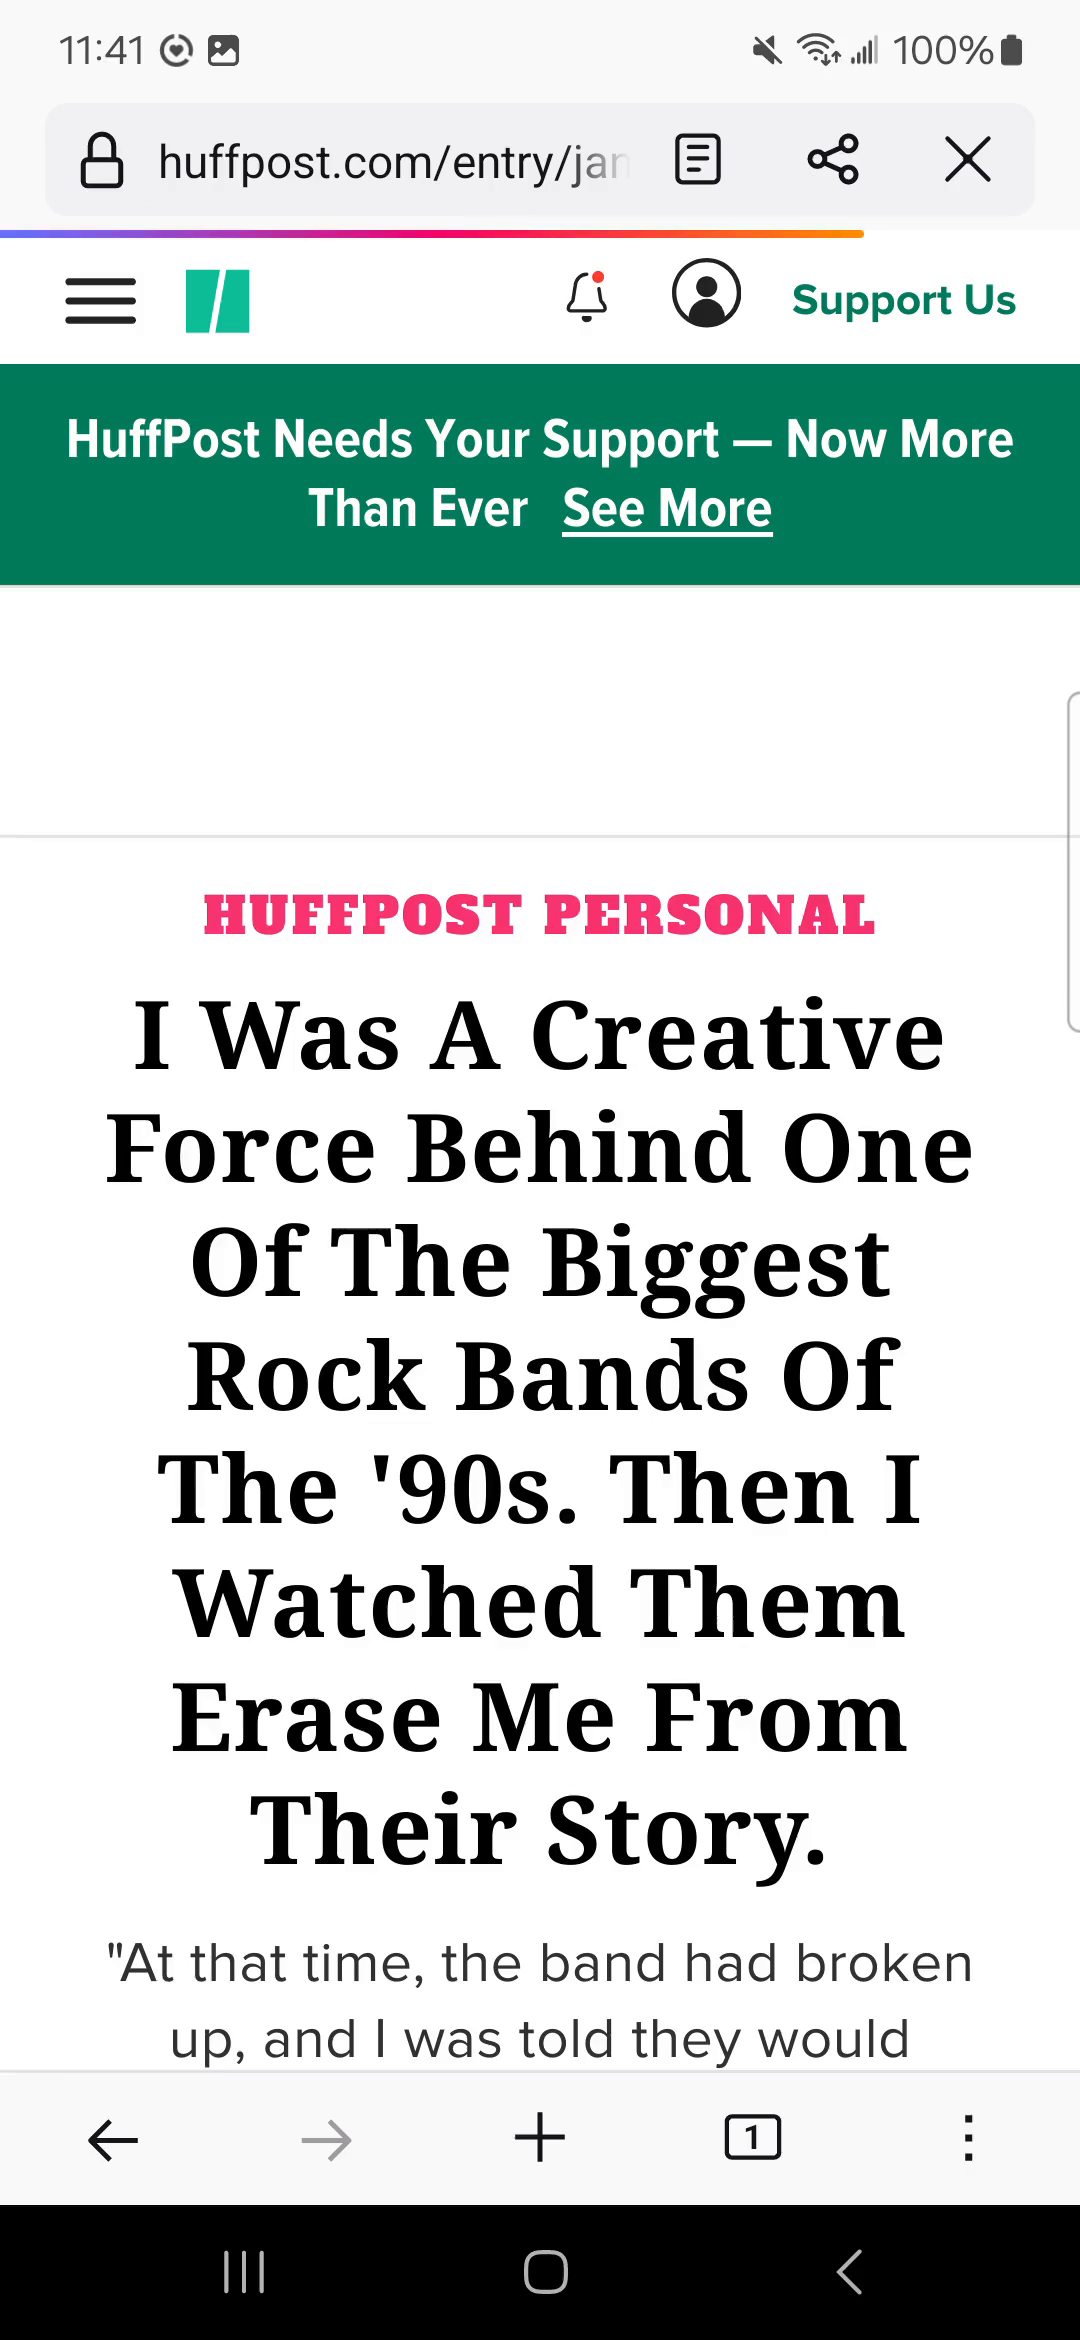 11:41
100%
huffpost.com/entry/jan
Support Us
HuffPost Needs Your Support — Now More
Than Ever See More
HUFFPOST PERSONAL
I Was A Creative
Force Behind One
Of The Biggest
Rock Bands Of
The '90s. Then I
Watched Them
Erase Me From
Their Story.
"At that time, the band had broken
up, and I was told they would
1